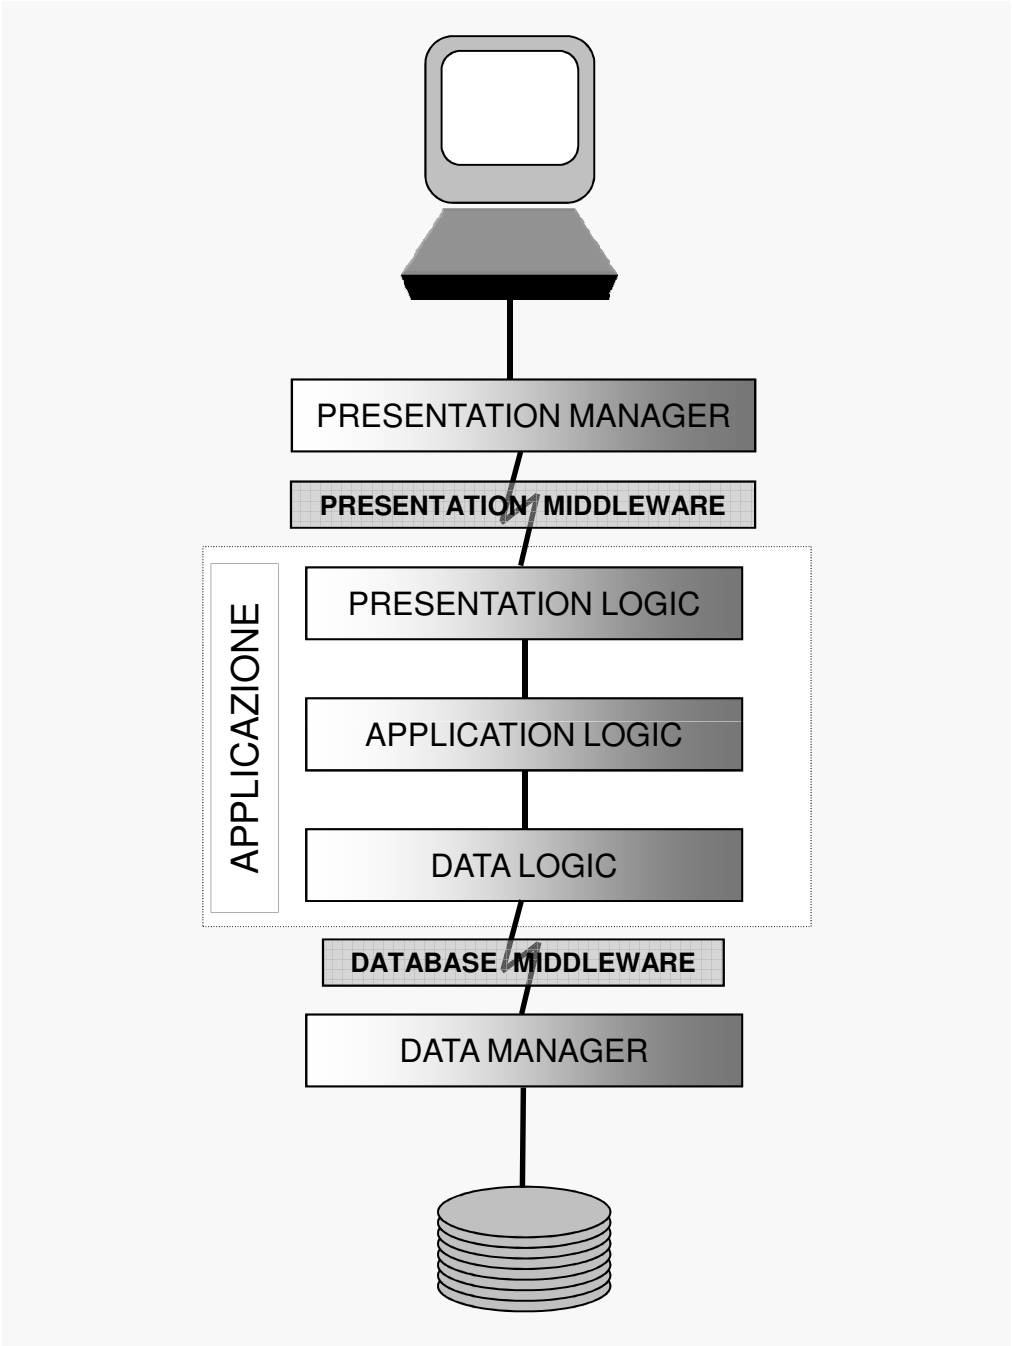 PRESENTATION MANAGER
PRESENTATION MIDDLEWARE
APPLICAZIONE
PRESENTATION LOGIC
APPLICATION LOGIC
DATA LOGIC
DATABASE MIDDLEWARE
DATA MANAGER